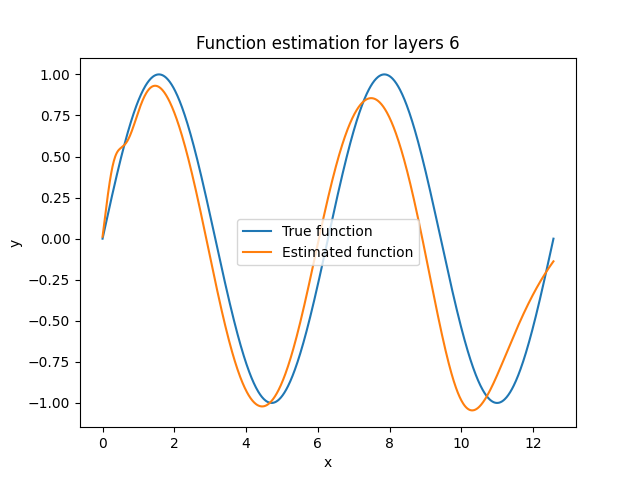 Function estimation for layers 6
1.00
0.75
0.50
0.25
0.00
−0.25
−0.50
−0.75
−1.00
y
True function
Estimated function
0 2 4 6 8 10 12
x